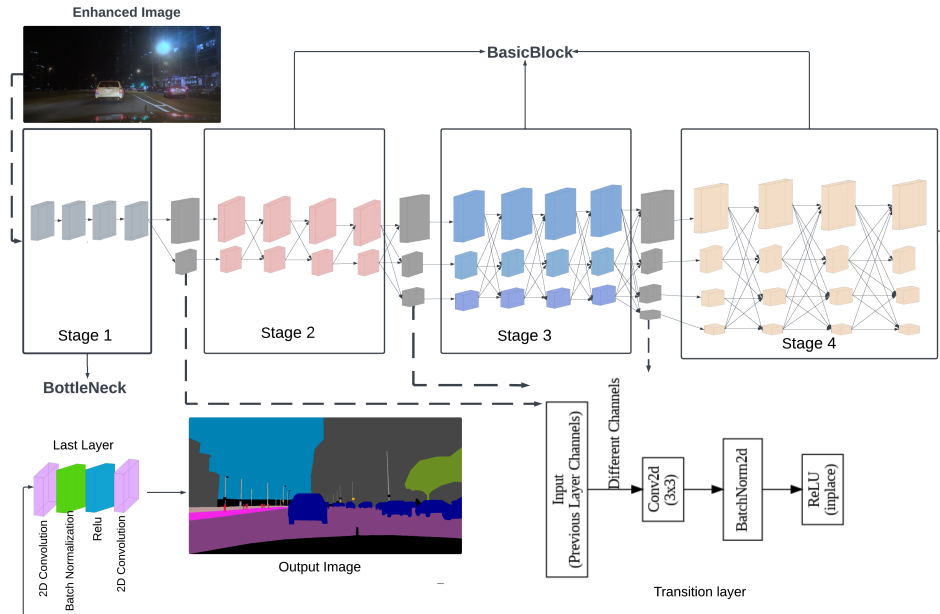 Enhanced Image
BasicBlock
Stage 1
Stage 2
Stage 3
Stage 4
BottleNeck
Last Layer
2D Convolution
Batch Normalization
Relu
2D Convolution
Output Image
Input
(Previous Layer Channels)
Different Channels
Conv2d
(3x3)
BatchNorm2d
ReLU
(inplace)
Transition layer